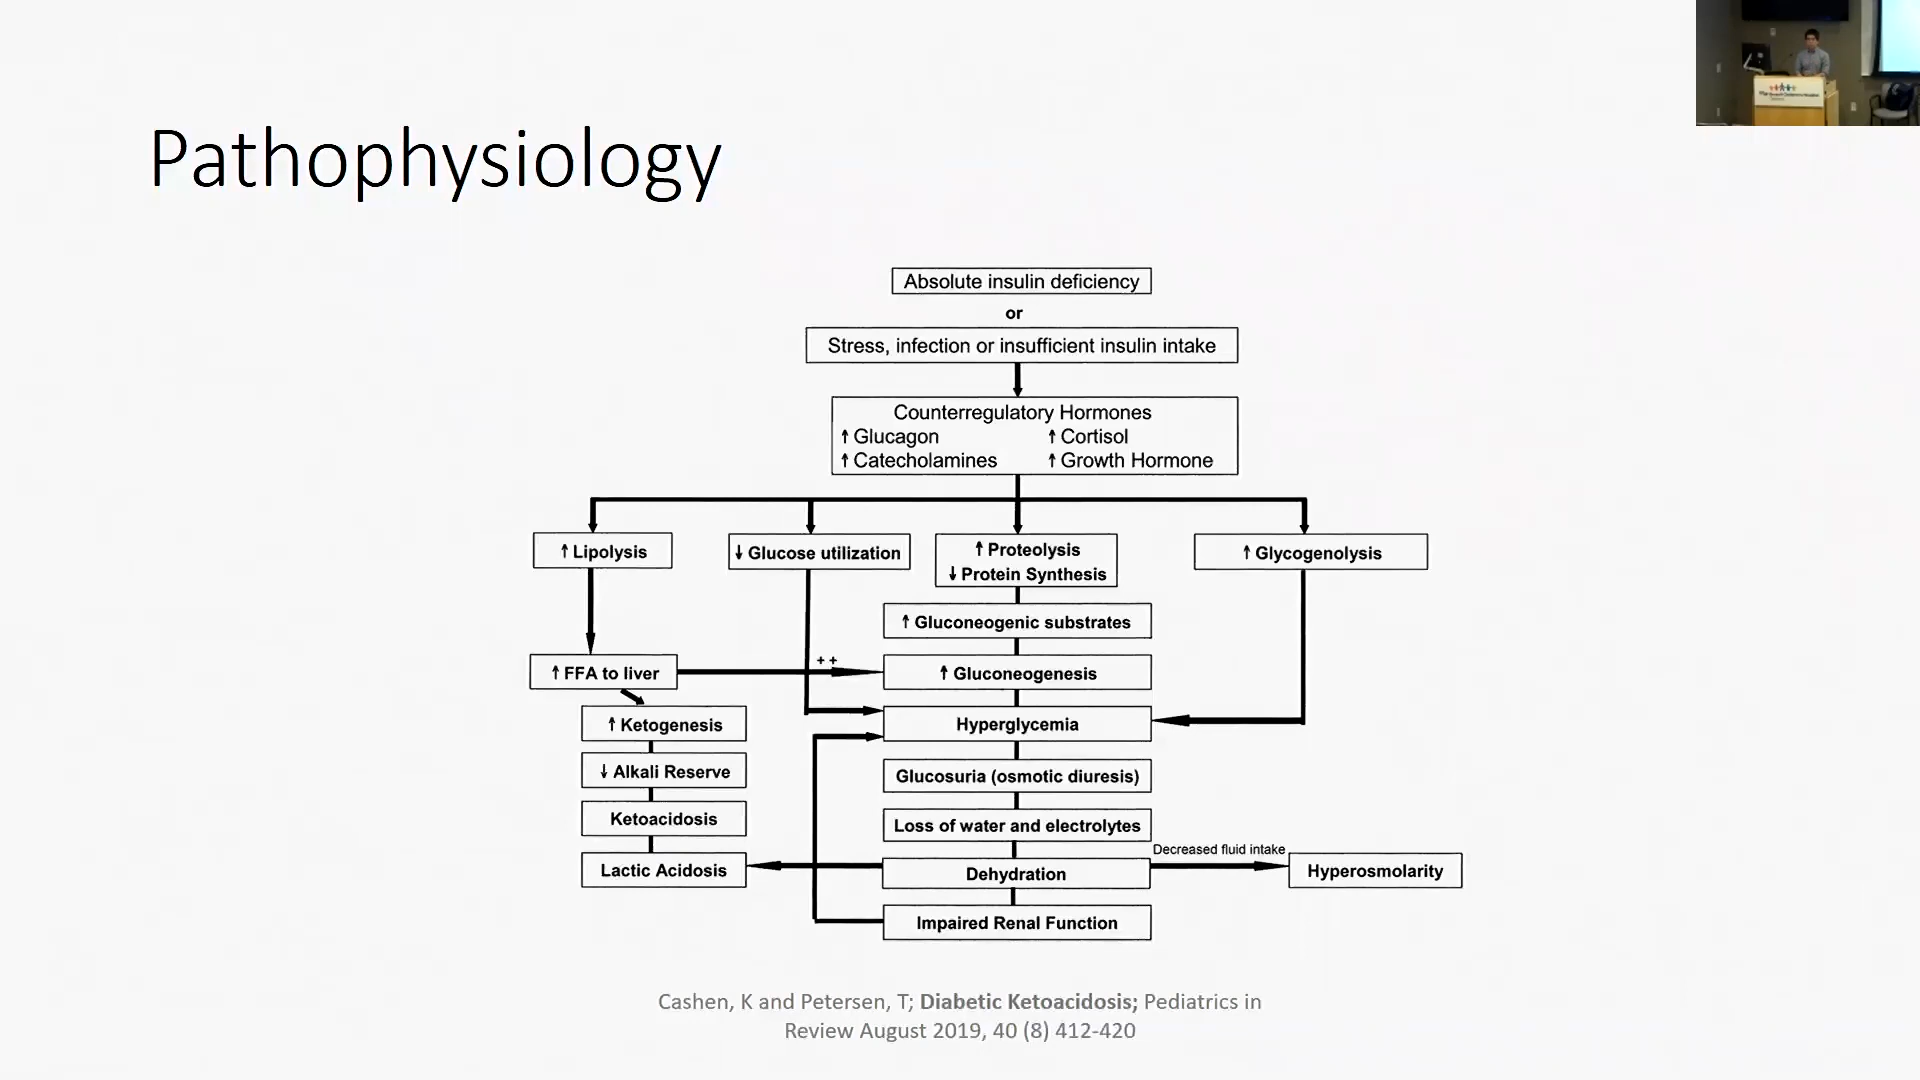 Pathophysiology
Absolute insulin deficiency
or
Stress, infection or insufficient insulin intake
Counterregulatory Hormones
↑ Glucagon ↑ Cortisol
↑ Catecholamines ↑ Growth Hormone
↑ Lipolysis
↓ Glucose utilization
↑ Proteolysis
↓ Protein Synthesis
↑ Glycogenolysis
↑ Gluconeogenic substrates
↑ FFA to liver
++
↑ Gluconeogenesis
↑ Ketogenesis
Hyperglycemia
↓ Alkali Reserve
Glucosuria (osmotic diuresis)
Ketoacidosis
Loss of water and electrolytes
Lactic Acidosis
Dehydration
Decreased fluid intake
Hyperosmolarity
Impaired Renal Function
Cashen, K and Petersen, T; Diabetic Ketoacidosis; Pediatrics in
Review August 2019, 40 (8) 412-420